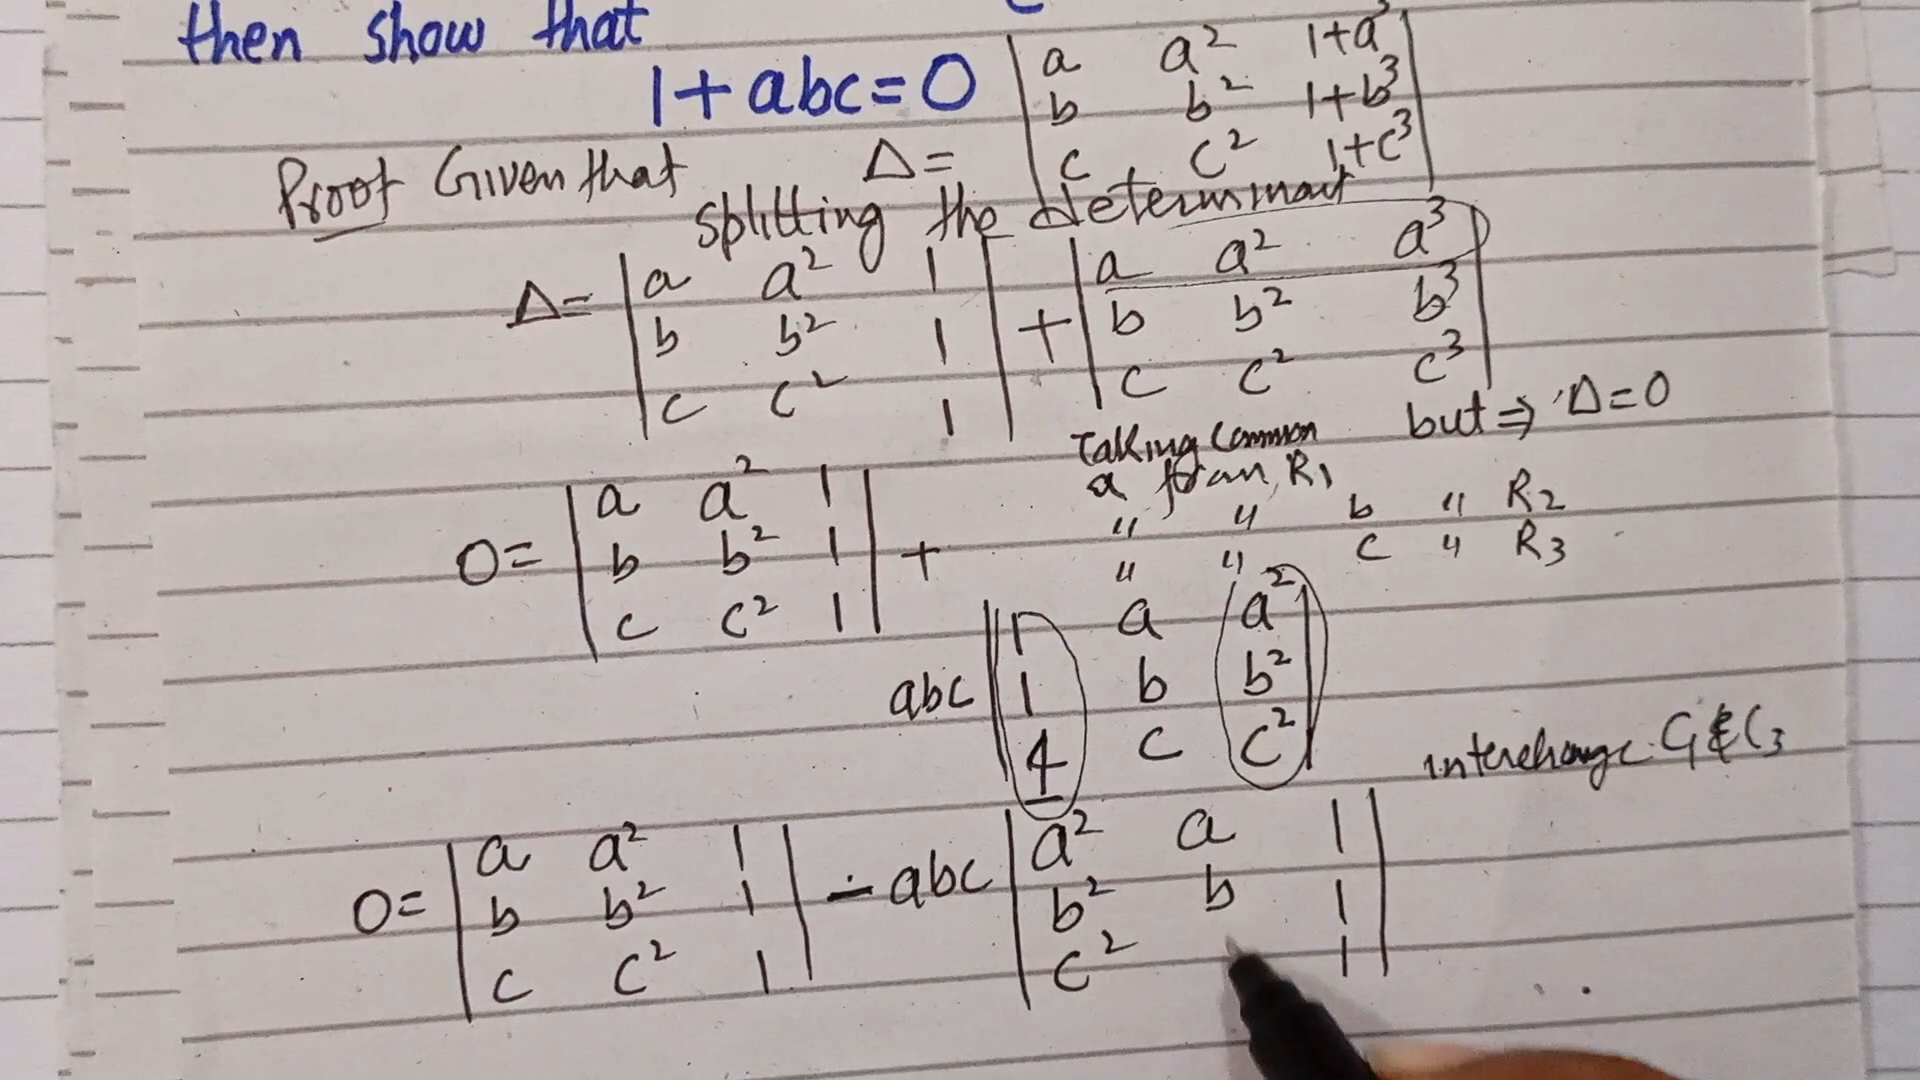 then show that
1+abc=0
Proof Given that Δ= | a a² 1+a³ |
| b b² 1+b³ |
| c c² 1+c³ |
splitting the determinant
Δ= | a a² 1 | + | a a² a³ |
| b b² 1 | | b b² b³ |
| c c² 1 | | c c² c³ |
Taking Common but ⇒ Δ=0
a from R1
" " b " R2
" " c " R3
0= | a a² 1 | +
| b b² 1 |
| c c² 1 |
abc | 1 a a² |
| 1 b b² |
| 1 c c² |
interchange C1 & C3
0= | a a² 1 | - abc | a² a 1 |
| b b² 1 | | b² b 1 |
| c c² 1 | | c² 1 |